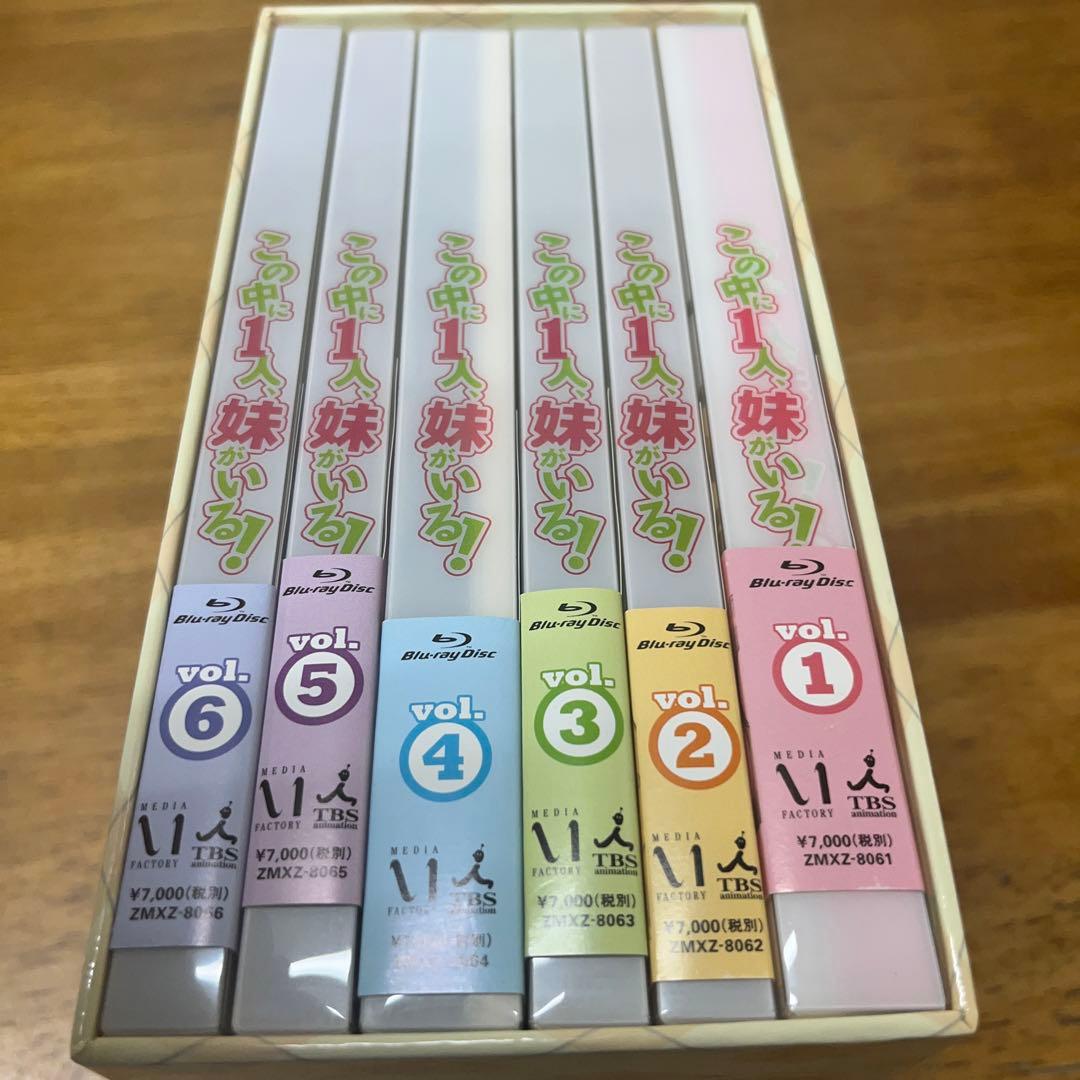 この中に1人、妹がいる!
Blu-ray Disc
vol.
6
MEDIA
FACTORY
TBS
animation
¥7,000(税別)
ZMXZ-8066
この中に1人、妹がいる!
Blu-ray Disc
vol.
5
MEDIA
FACTORY
TBS
animation
¥7,000(税別)
ZMXZ-8065
この中に1人、妹がいる!
Blu-ray Disc
vol.
4
MEDIA
FACTORY
TBS
animation
この中に1人、妹がいる!
Blu-ray Disc
vol.
3
MEDIA
FACTORY
TBS
animation
¥7,000(税別)
ZMXZ-8063
この中に1人、妹がいる!
Blu-ray Disc
vol.
2
MEDIA
FACTORY
TBS
animation
¥7,000(税別)
ZMXZ-8062
この中に1人、妹がいる!
Blu-ray Disc
vol.
1
MEDIA
FACTORY
TBS
animation
¥7,000(税別)
ZMXZ-8061